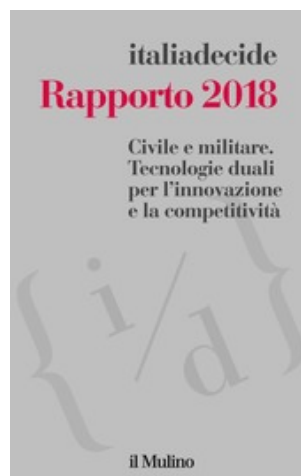 italiadecide
Rapporto 2018
Civile e militare.
Tecnologie duali
per l'innovazione
e la competitività
{i/d}
il Mulino